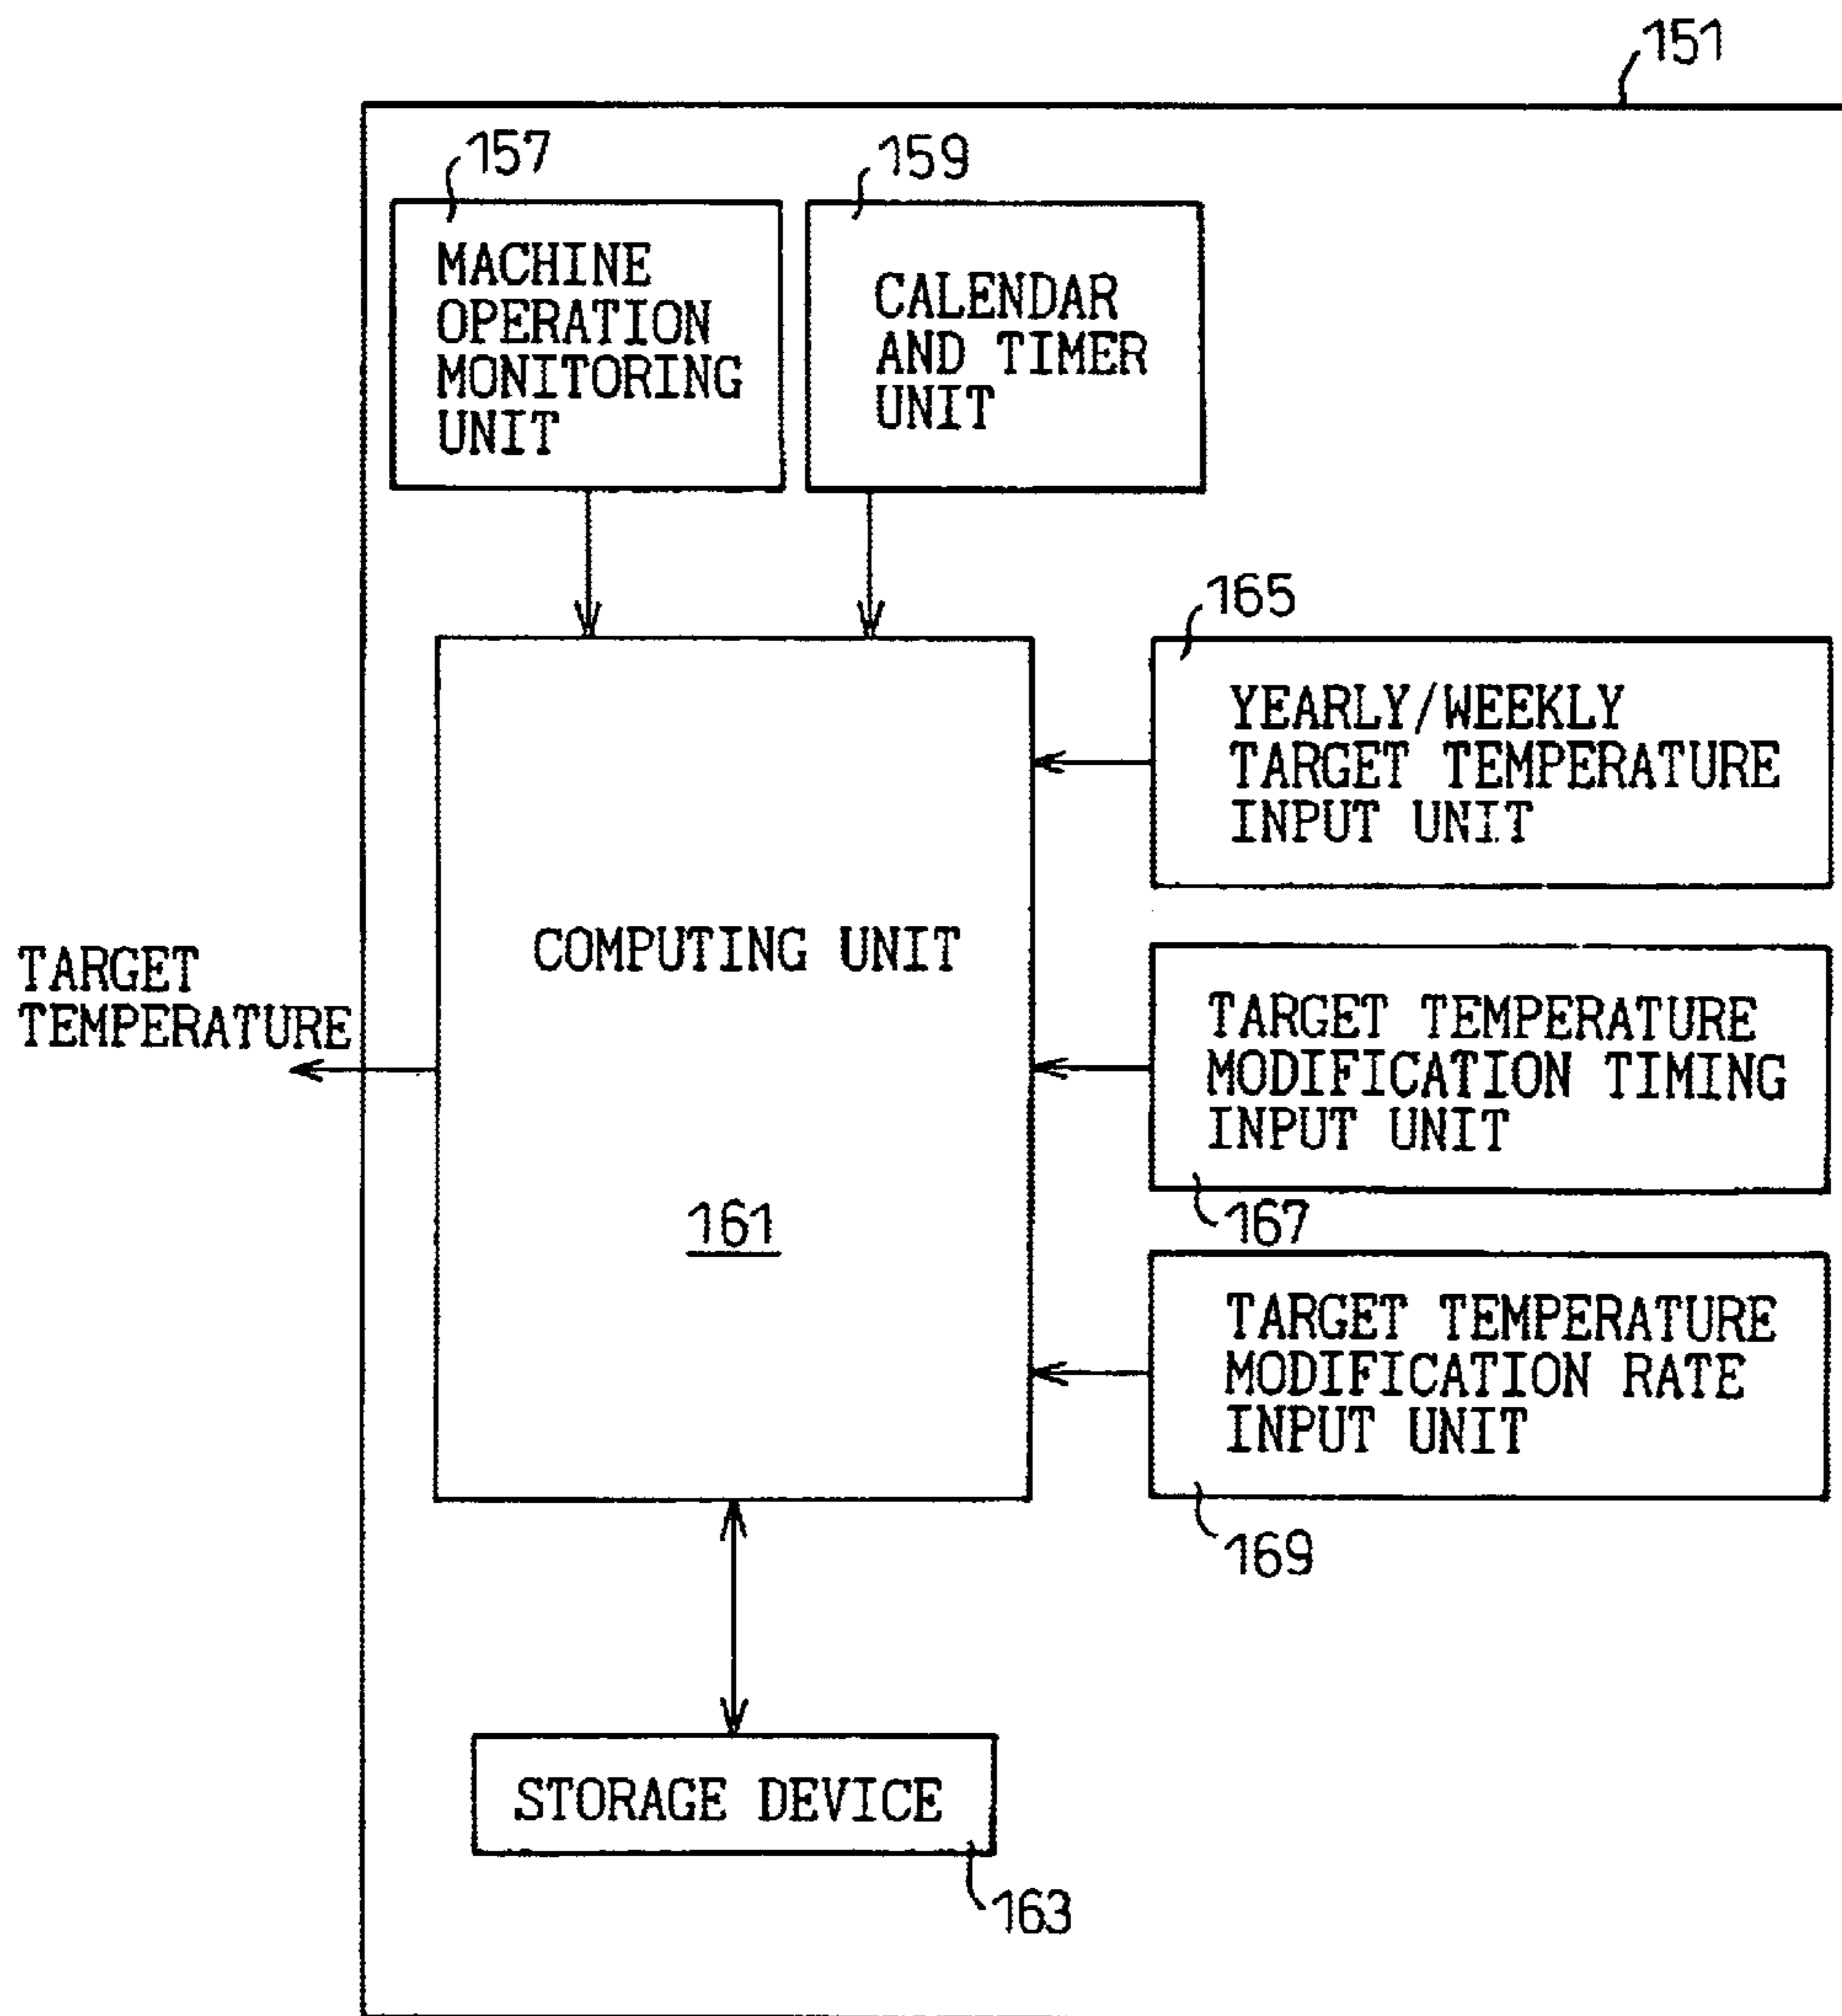 151
157
159
MACHINE
OPERATION
MONITORING
UNIT
CALENDAR
AND TIMER
UNIT
165
YEARLY/WEEKLY
TARGET TEMPERATURE
INPUT UNIT
COMPUTING UNIT
161
TARGET
TEMPERATURE
TARGET TEMPERATURE
MODIFICATION TIMING
INPUT UNIT
167
TARGET TEMPERATURE
MODIFICATION RATE
INPUT UNIT
169
STORAGE DEVICE
163